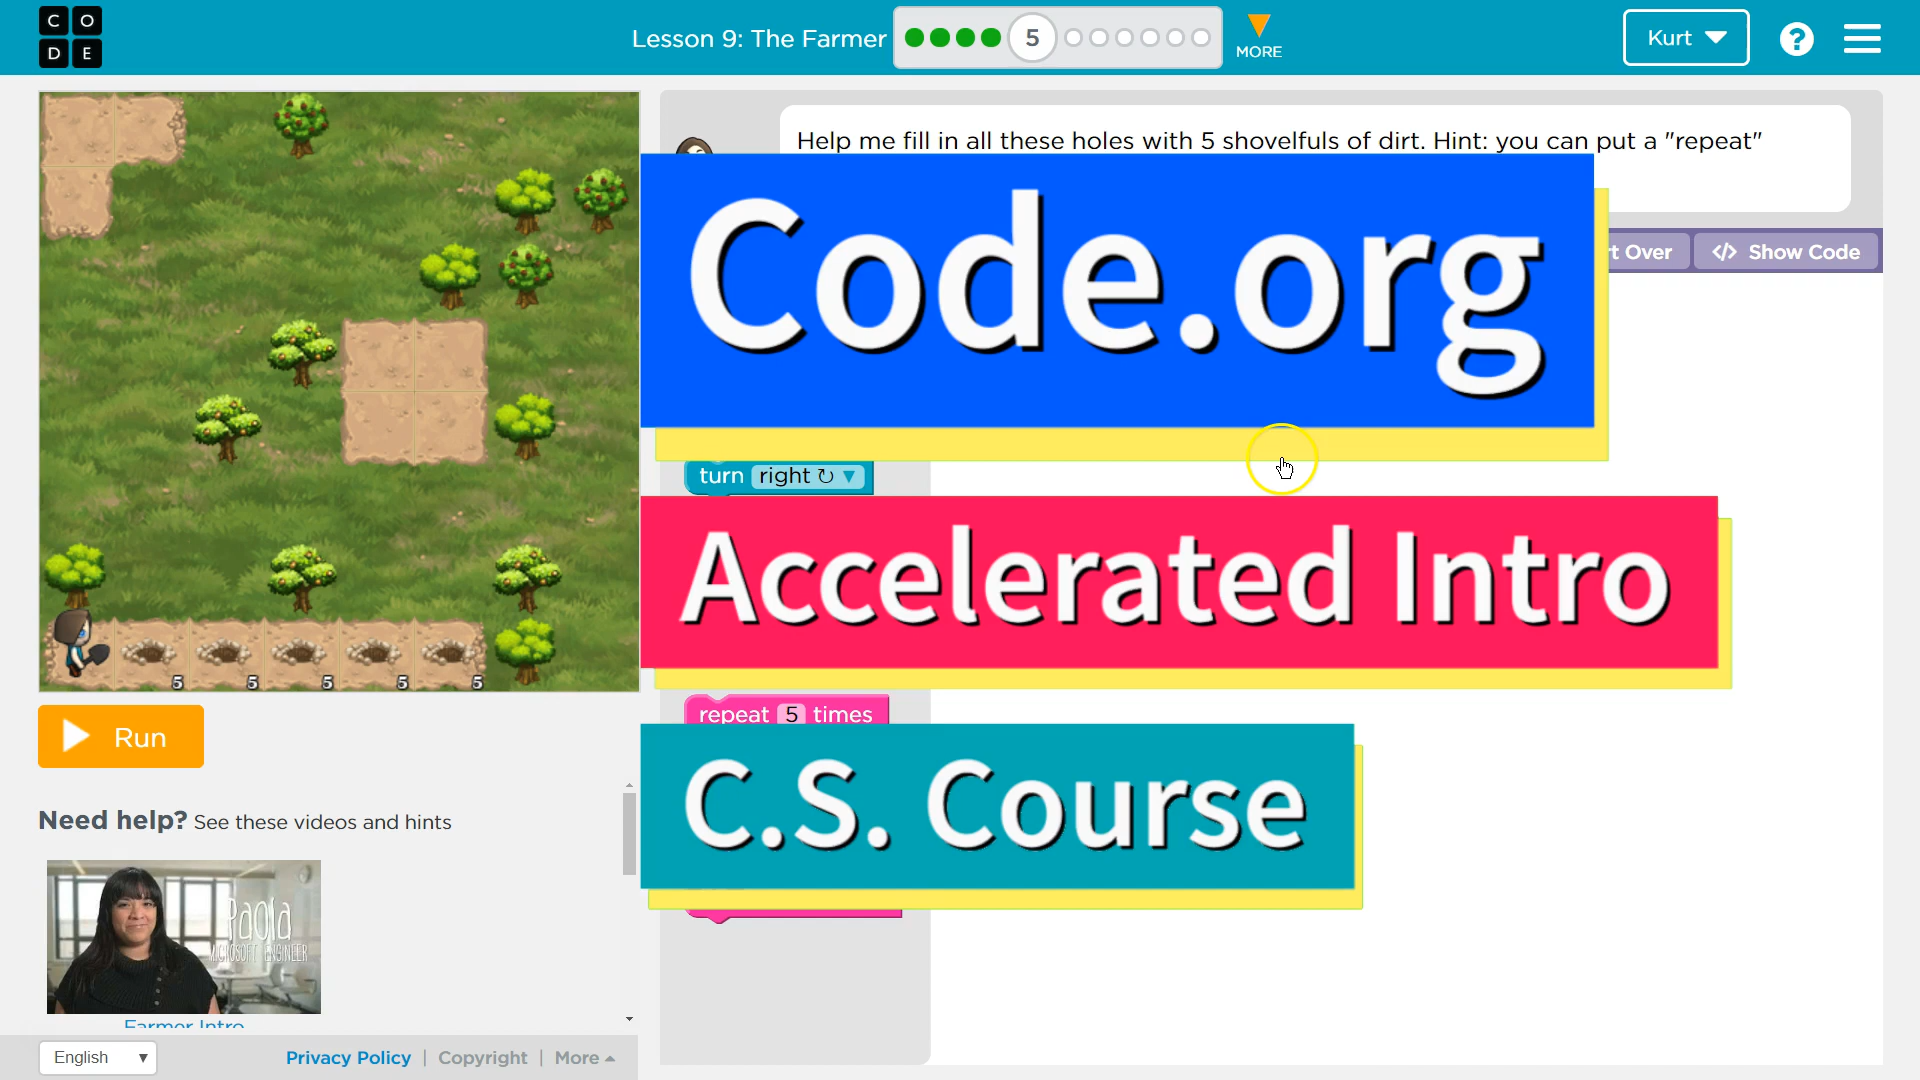 C O
D E
Lesson 9: The Farmer
5
MORE
Kurt
?
Help me fill in all these holes with 5 shovelfuls of dirt. Hint: you can put a "repeat"
rt Over
</> Show Code
Code.org
turn right ↻ ▼
Accelerated Intro
5 5 5 5 5
repeat 5 times
Run
C.S. Course
Need help? See these videos and hints
Paola
MICROSOFT ENGINEER
Farmer Intro
English
Privacy Policy | Copyright | More